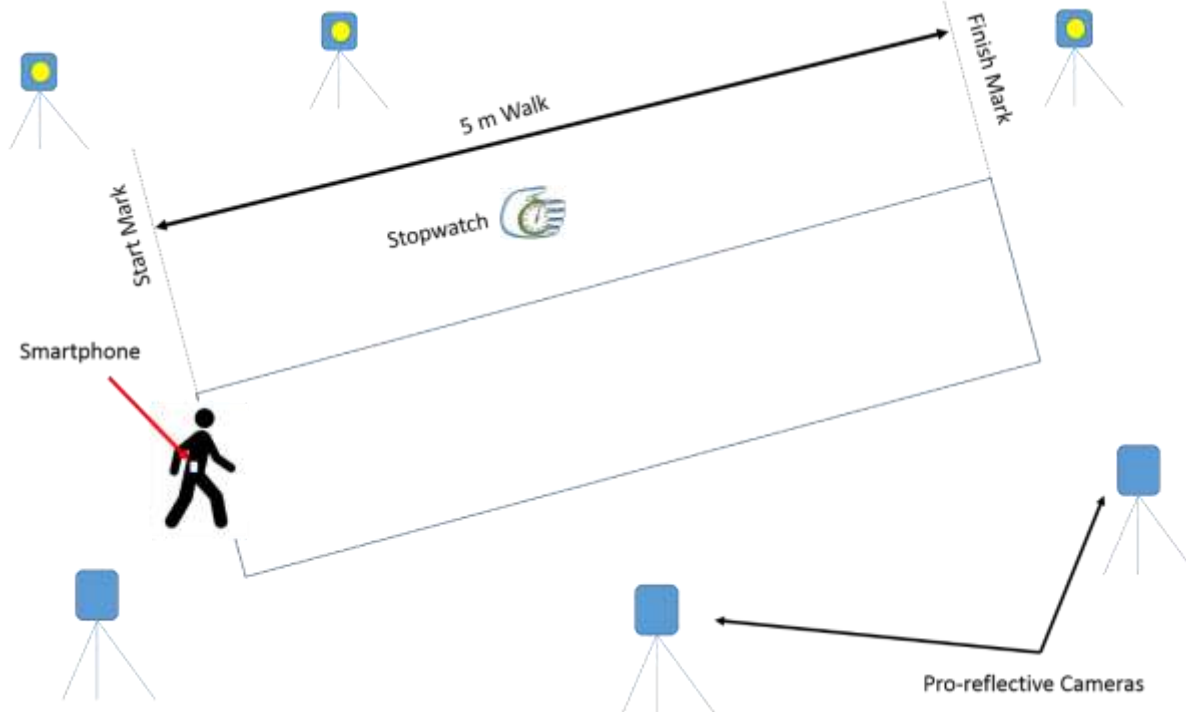 Finish Mark
5 m Walk
Start Mark
Stopwatch
Smartphone
Pro-reflective Cameras